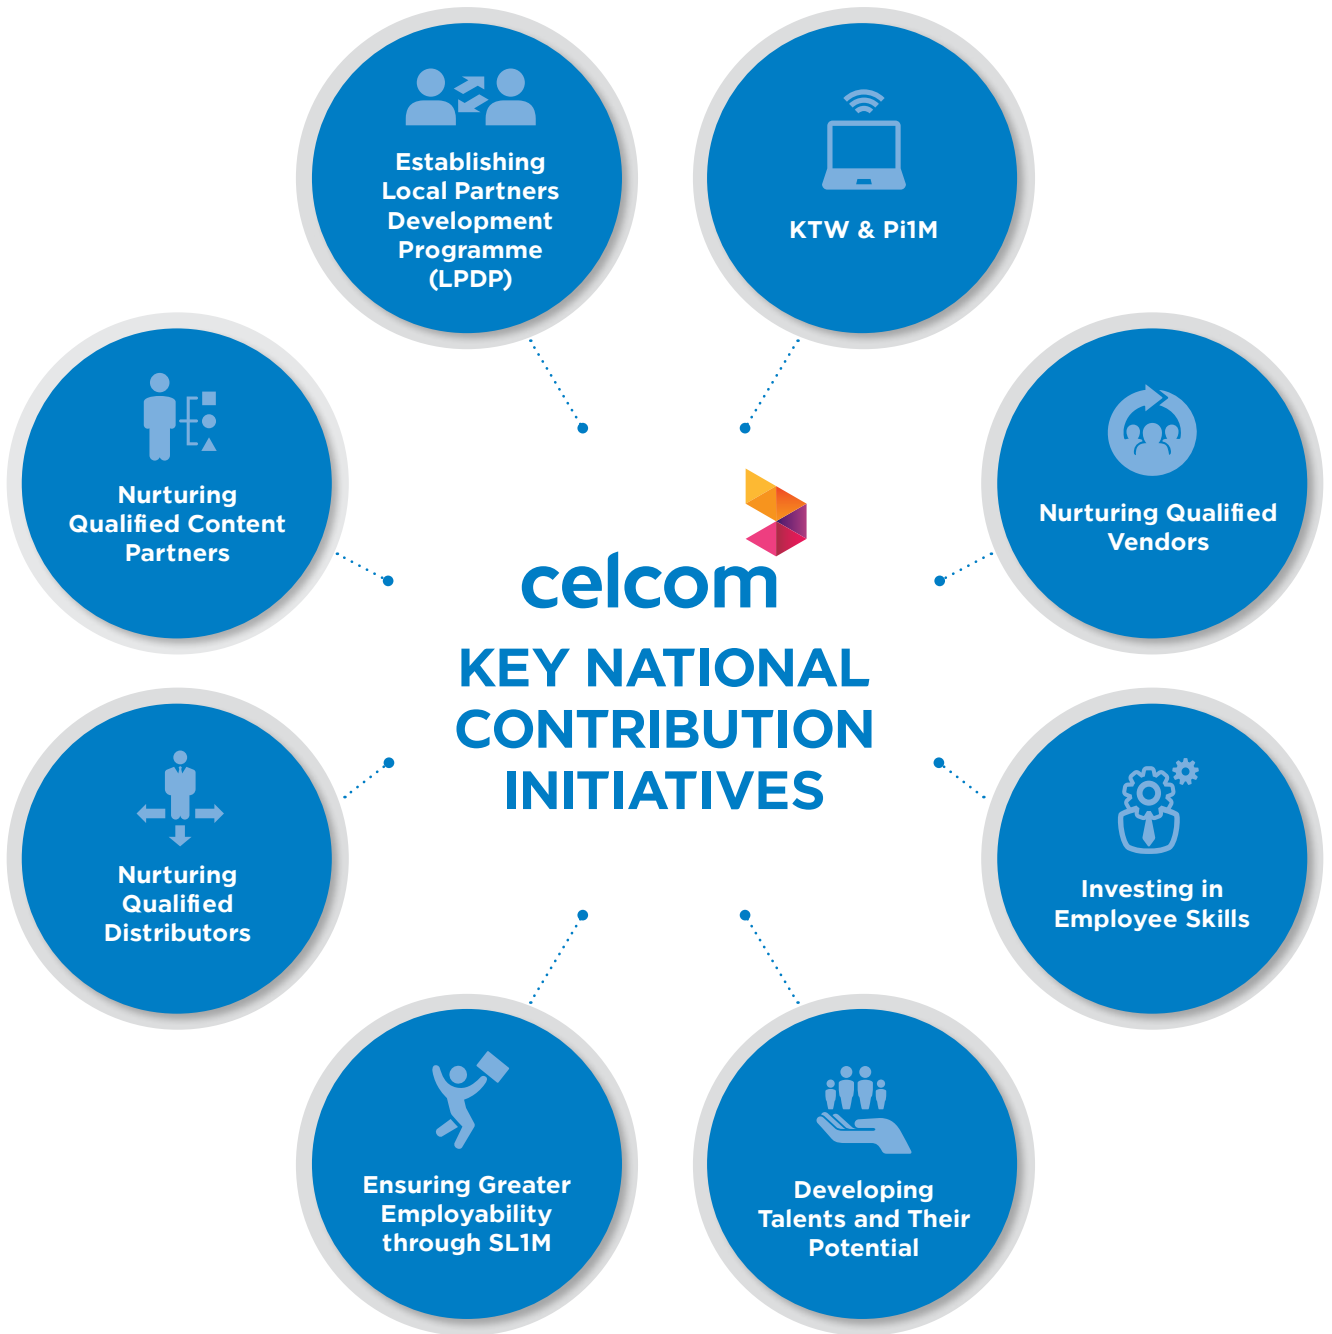 Establishing
Local Partners
Development
Programme
(LPDP)
KTW & Pi1M
Nurturing
Qualified Content
Partners
Nurturing Qualified
Vendors
celcom
KEY NATIONAL
CONTRIBUTION
INITIATIVES
Nurturing
Qualified
Distributors
Investing in
Employee Skills
Ensuring Greater
Employability
through SL1M
Developing
Talents and Their
Potential